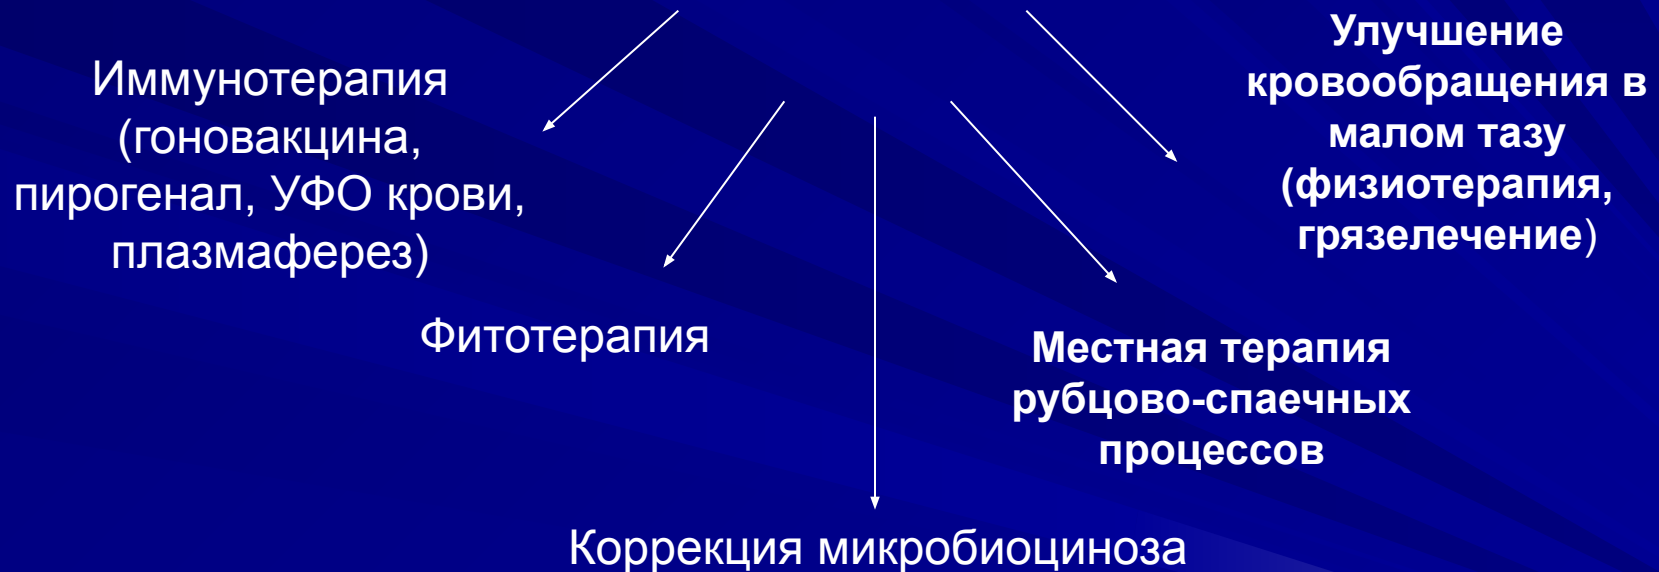 Иммунотерапия
(гоновакцина,
пирогенал, УФО крови,
плазмаферез)
Улучшение
кровообращения в
малом тазу
(физиотерапия,
грязелечение)
Фитотерапия
Местная терапия
рубцово-спаечных
процессов
Коррекция микробиоциноза